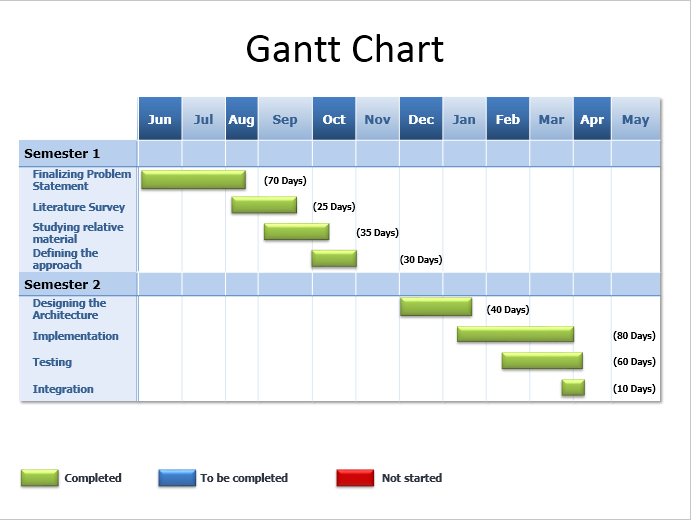 Gantt Chart
Jun Jul Aug Sep Oct Nov Dec Jan Feb Mar Apr May
Semester 1
Finalizing Problem
Statement
(70 Days)
Literature Survey
(25 Days)
Studying relative
material
(35 Days)
Defining the
approach
(30 Days)
Semester 2
Designing the
Architecture
(40 Days)
Implementation
(80 Days)
Testing
(60 Days)
Integration
(10 Days)
Completed
To be completed
Not started